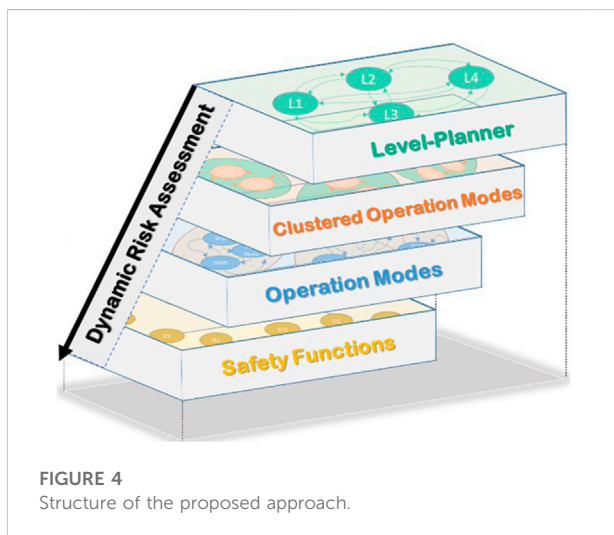 L1
L2
L4
L3
Level-Planner
Clustered Operation Modes
Operation Modes
Safety Functions
Dynamic Risk Assessment
FIGURE 4
Structure of the proposed approach.